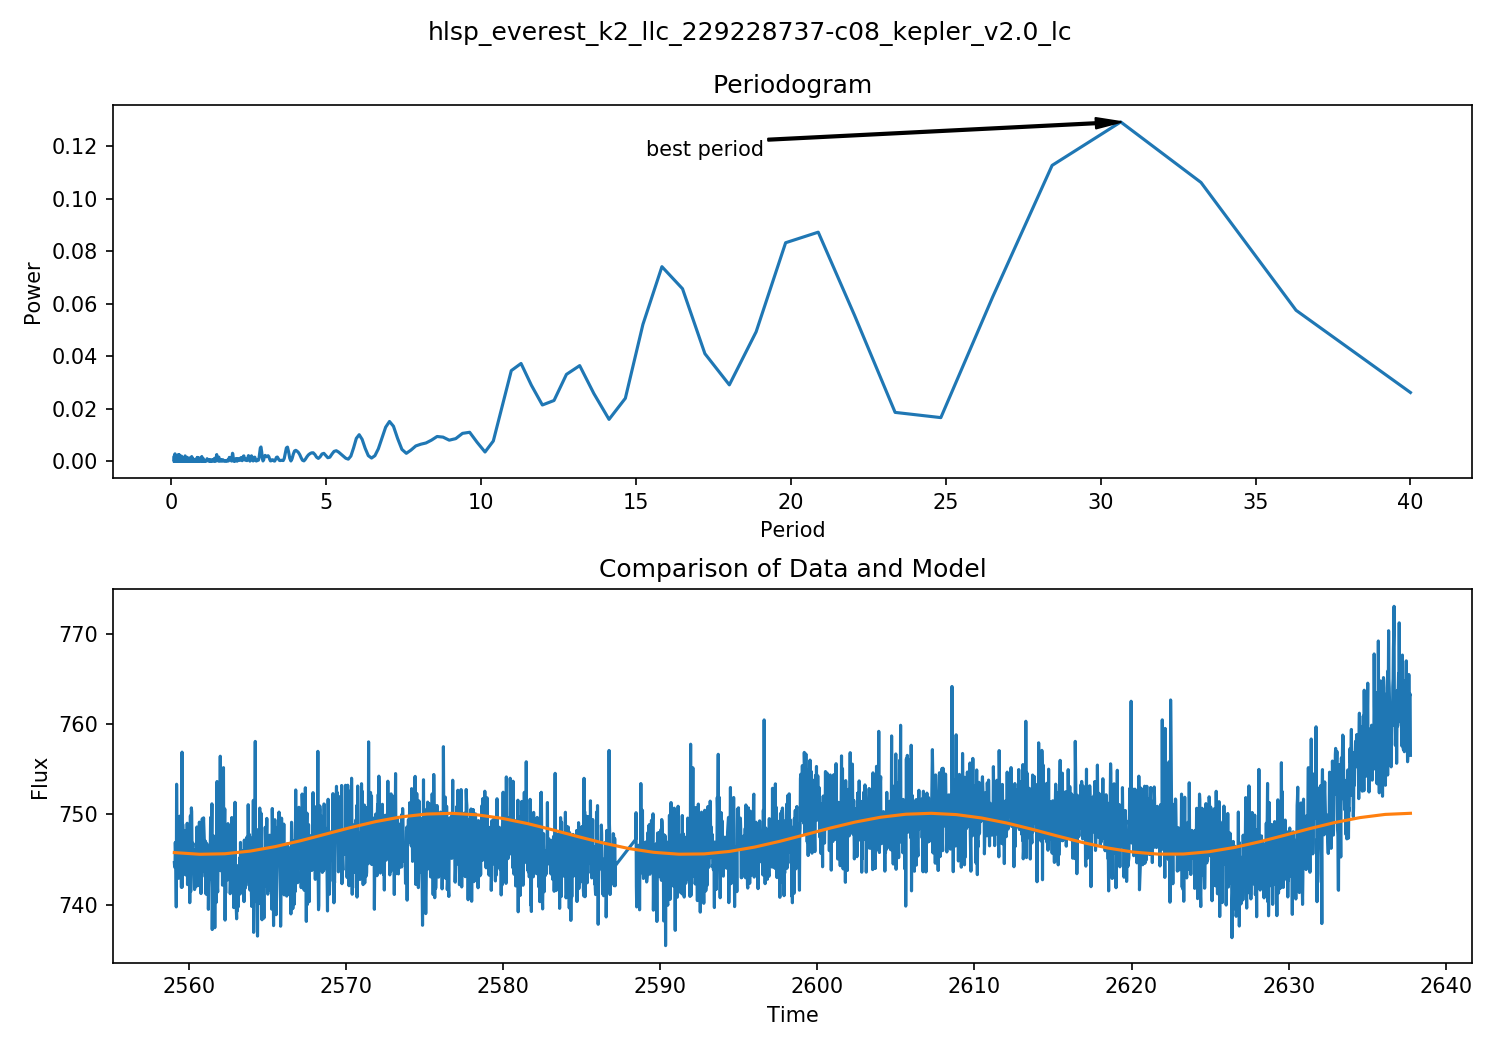 hlsp_everest_k2_llc_229228737-c08_kepler_v2.0_lc
Periodogram
best period
Power
0.12
0.10
0.08
0.06
0.04
0.02
0.00
0 5 10 15 20 25 30 35 40
Period
Comparison of Data and Model
Flux
770
760
750
740
2560 2570 2580 2590 2600 2610 2620 2630 2640
Time